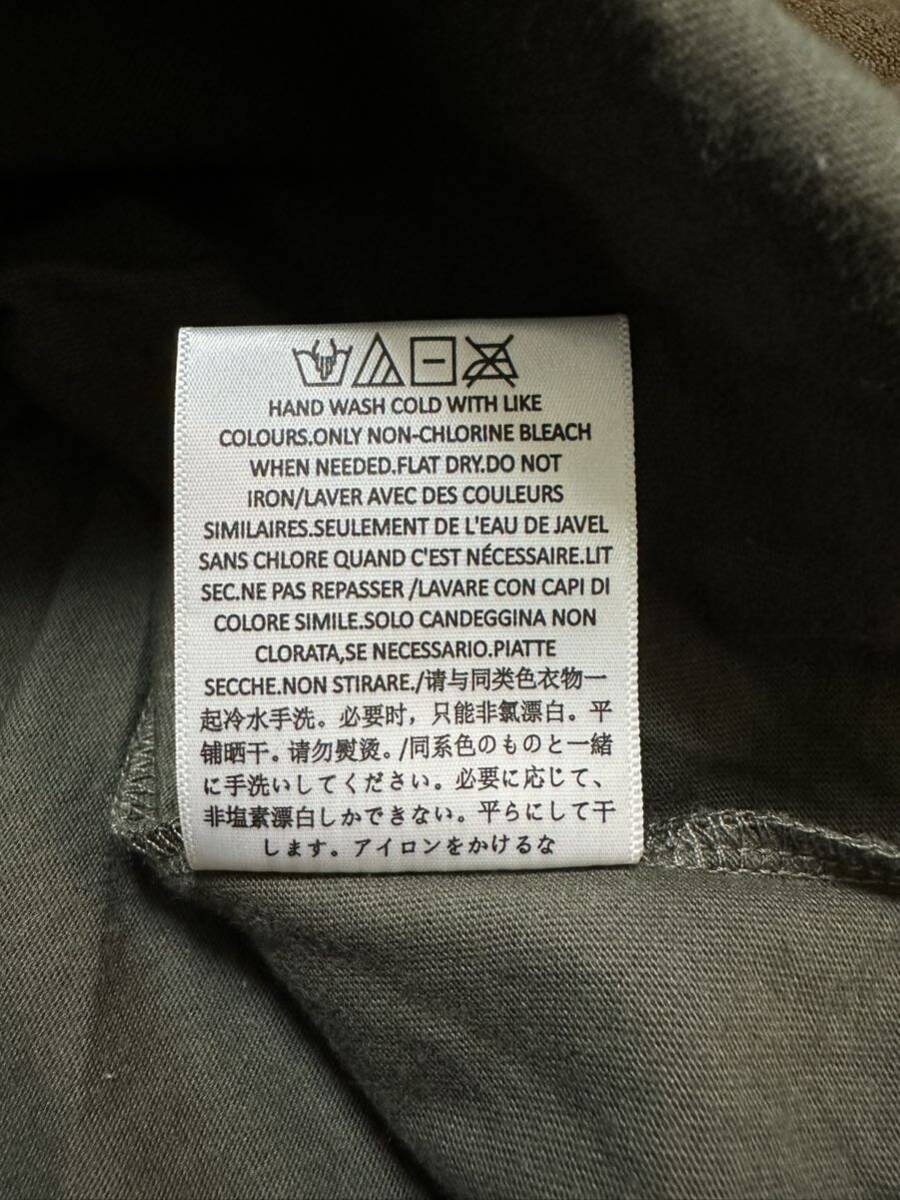 HAND WASH COLD WITH LIKE
COLOURS.ONLY NON-CHLORINE BLEACH
WHEN NEEDED.FLAT DRY.DO NOT
IRON/LAVER AVEC DES COULEURS
SIMILAIRES.SEULEMENT DE L'EAU DE JAVEL
SANS CHLORE QUAND C'EST NÉCESSAIRE.LIT
SEC.NE PAS REPASSER /LAVARE CON CAPI DI
COLORE SIMILE.SOLO CANDEGGINA NON
CLORATA,SE NECESSARIO.PIATTE
SECCHE.NON STIRARE./请与同类色衣物一
起冷水手洗。必要时，只能非氯漂白。平
铺晒干。请勿熨烫。/同系色のものと一緒
に手洗いしてください。必要に応じて、
非塩素漂白しかできない。平らにして干
します。アイロンをかけるな